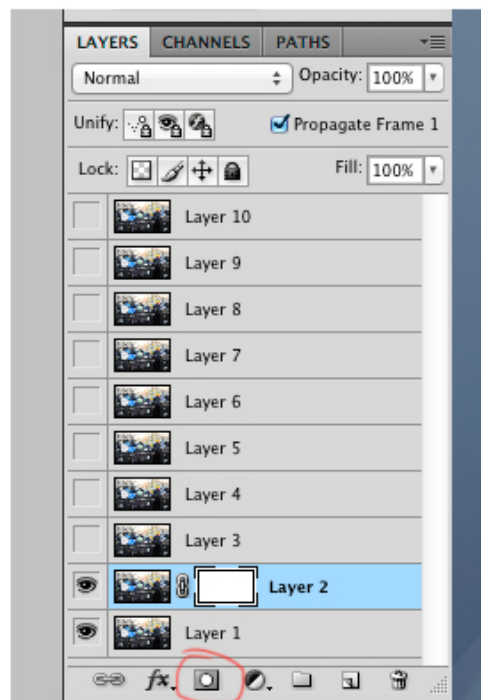 LAYERS CHANNELS PATHS
Normal Opacity: 100%
Unify: Propagate Frame 1
Lock: Fill: 100%
Layer 10
Layer 9
Layer 8
Layer 7
Layer 6
Layer 5
Layer 4
Layer 3
Layer 2
Layer 1
fx